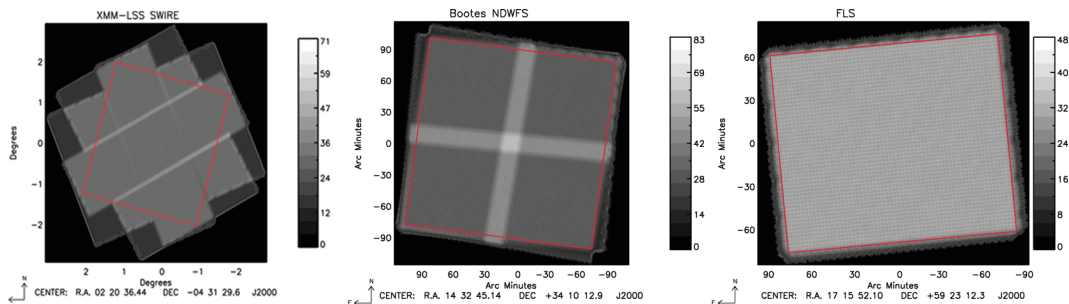 XMM-LSS SWIRE
Degrees
2
1
0
-1
-2
2 1 0 -1 -2
Degrees
71
59
47
36
24
12
0
N
E
CENTER: R.A. 02 20 36.44 DEC -04 31 29.6 J2000
Bootes NDWFS
Arc Minutes
90
60
30
0
-30
-60
-90
90 60 30 0 -30 -60 -90
Arc Minutes
83
69
55
42
28
14
0
N
E
CENTER: R.A. 14 32 45.14 DEC +34 10 12.9 J2000
FLS
Arc Minutes
60
30
0
-30
-60
90 60 30 0 -30 -60 -90
Arc Minutes
48
40
32
24
16
8
0
N
E
CENTER: R.A. 17 15 52.10 DEC +59 23 12.3 J2000